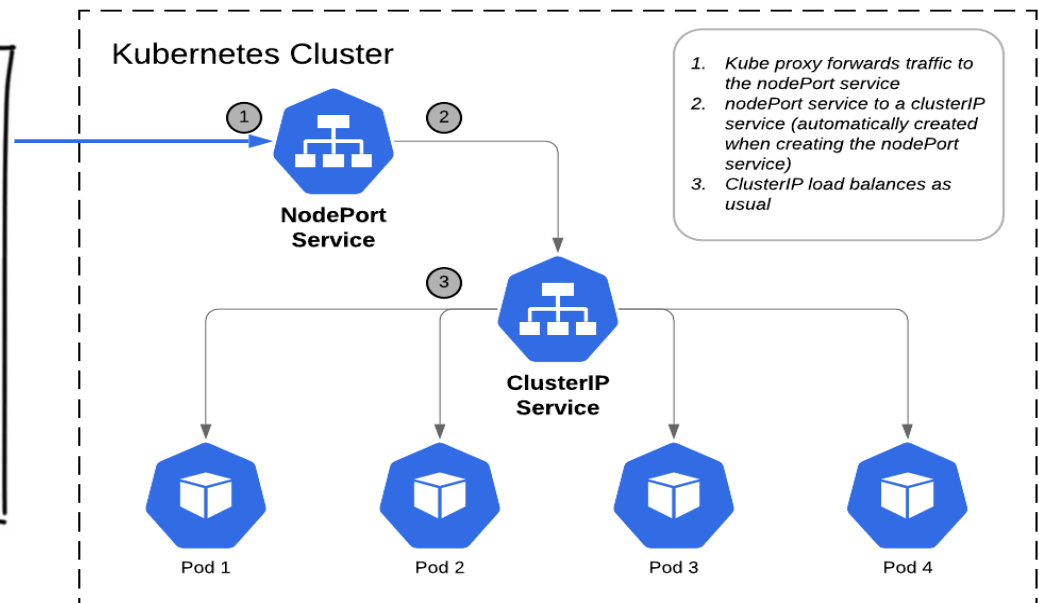 Kubernetes Cluster
1. Kube proxy forwards traffic to
the nodePort service
2. nodePort service to a clusterIP
service (automatically created
when creating the nodePort
service)
3. ClusterIP load balances as
usual
1
2
NodePort
Service
3
ClusterIP
Service
Pod 1
Pod 2
Pod 3
Pod 4